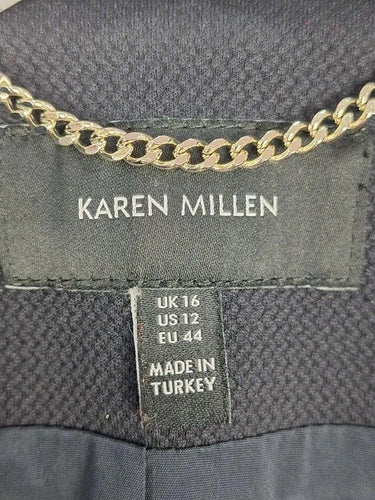 KAREN MILLEN
UK 16
US 12
EU 44
MADE IN
TURKEY